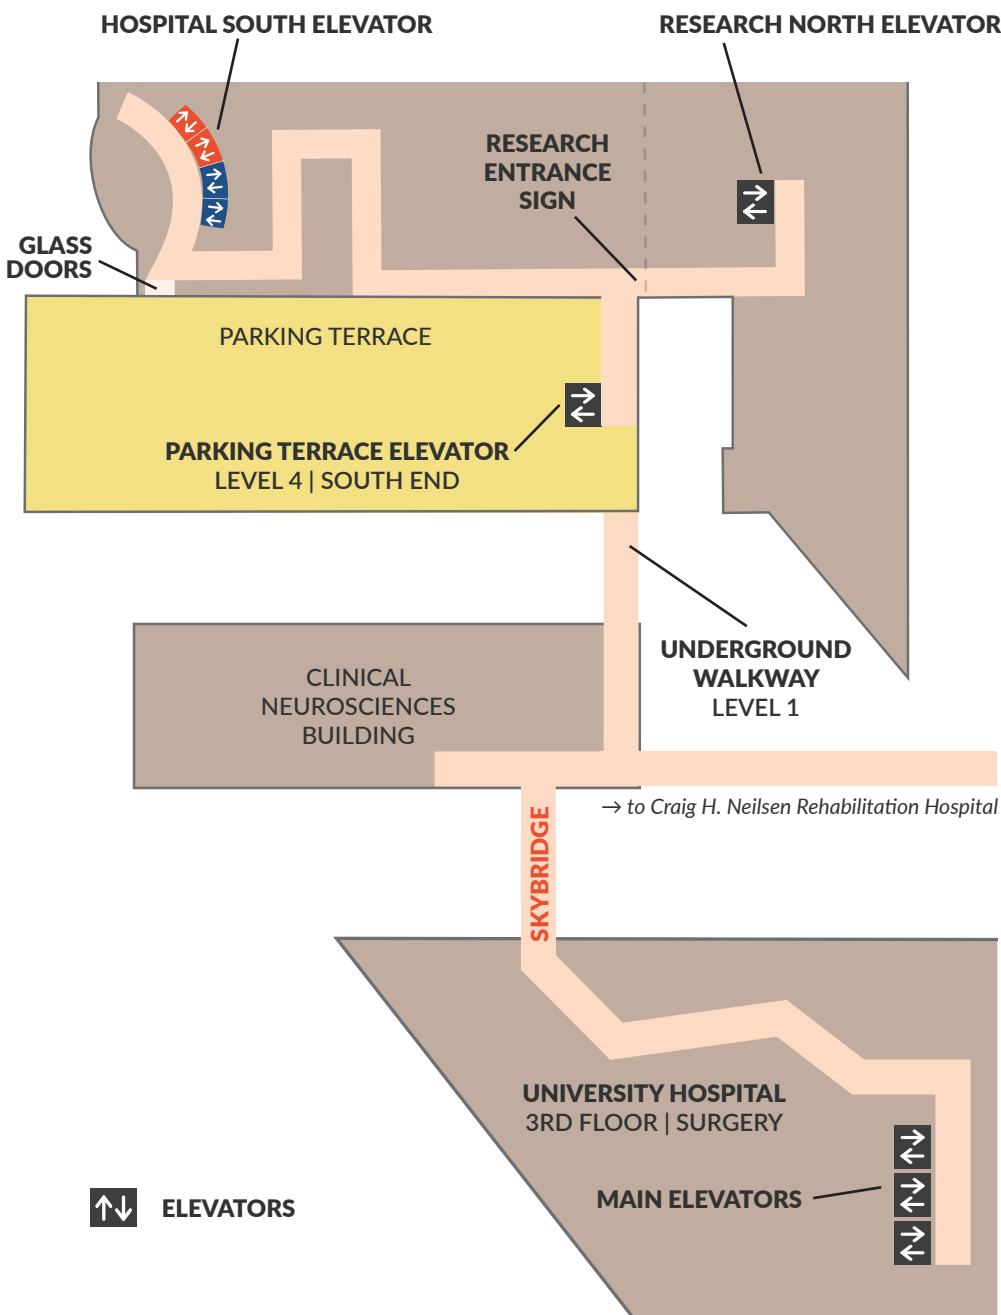 HOSPITAL SOUTH ELEVATOR
RESEARCH NORTH ELEVATOR
RESEARCH
ENTRANCE
SIGN
GLASS
DOORS
PARKING TERRACE
PARKING TERRACE ELEVATOR
LEVEL 4 | SOUTH END
UNDERGROUND
WALKWAY
LEVEL 1
CLINICAL
NEUROSCIENCES
BUILDING
→ to Craig H. Neilsen Rehabilitation Hospital
SKYBRIDGE
UNIVERSITY HOSPITAL
3RD FLOOR | SURGERY
MAIN ELEVATORS
ELEVATORS